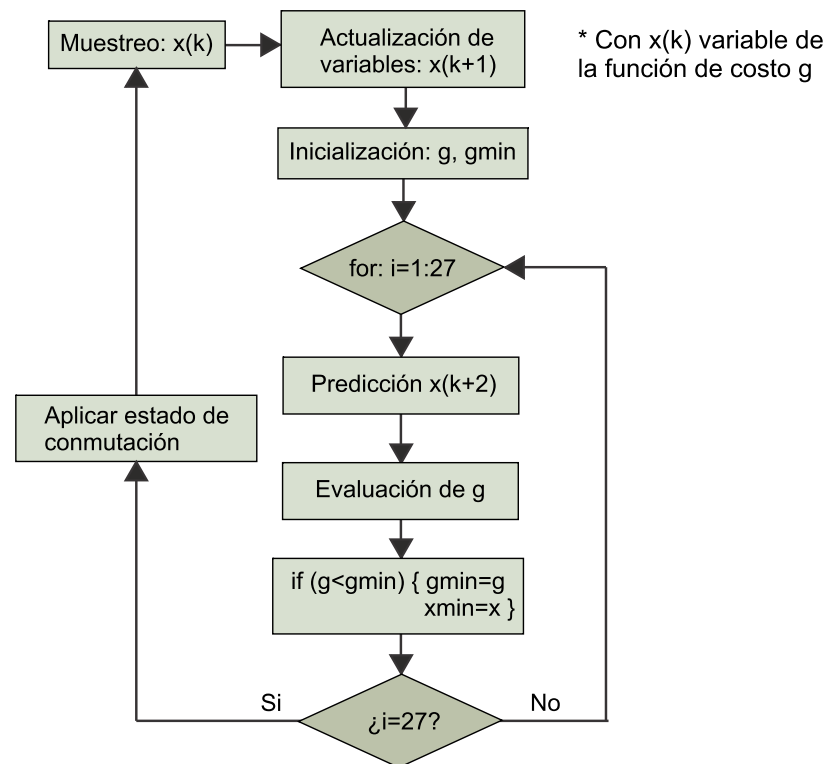 Muestreo: x(k)
Actualización de
variables: x(k+1)
* Con x(k) variable de
la función de costo g
Inicialización: g, gmin
for: i=1:27
Predicción x(k+2)
Aplicar estado de
conmutación
Evaluación de g
if (g<gmin) { gmin=g
xmin=x }
Si
¿i=27?
No